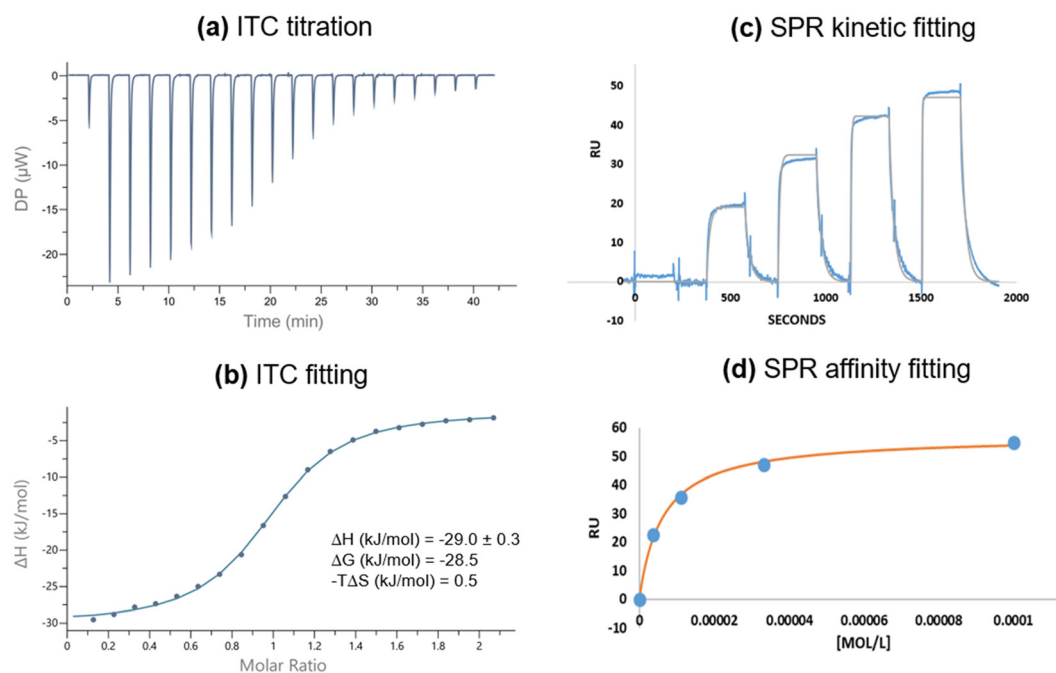 (a) ITC titration
0
-5
-10
-15
-20
DP (µW)
0 5 10 15 20 25 30 35 40
Time (min)
(c) SPR kinetic fitting
50
40
30
20
10
0
-10
RU
0 500 1000 1500 2000
SECONDS
(b) ITC fitting
-5
-10
-15
-20
-25
-30
ΔH (kJ/mol)
ΔH (kJ/mol) = -29.0 ± 0.3
ΔG (kJ/mol) = -28.5
-TΔS (kJ/mol) = 0.5
0 0.2 0.4 0.6 0.8 1 1.2 1.4 1.6 1.8 2
Molar Ratio
(d) SPR affinity fitting
60
50
40
30
20
10
0
-10
RU
0 0.00002 0.00004 0.00006 0.00008 0.0001
[MOL/L]